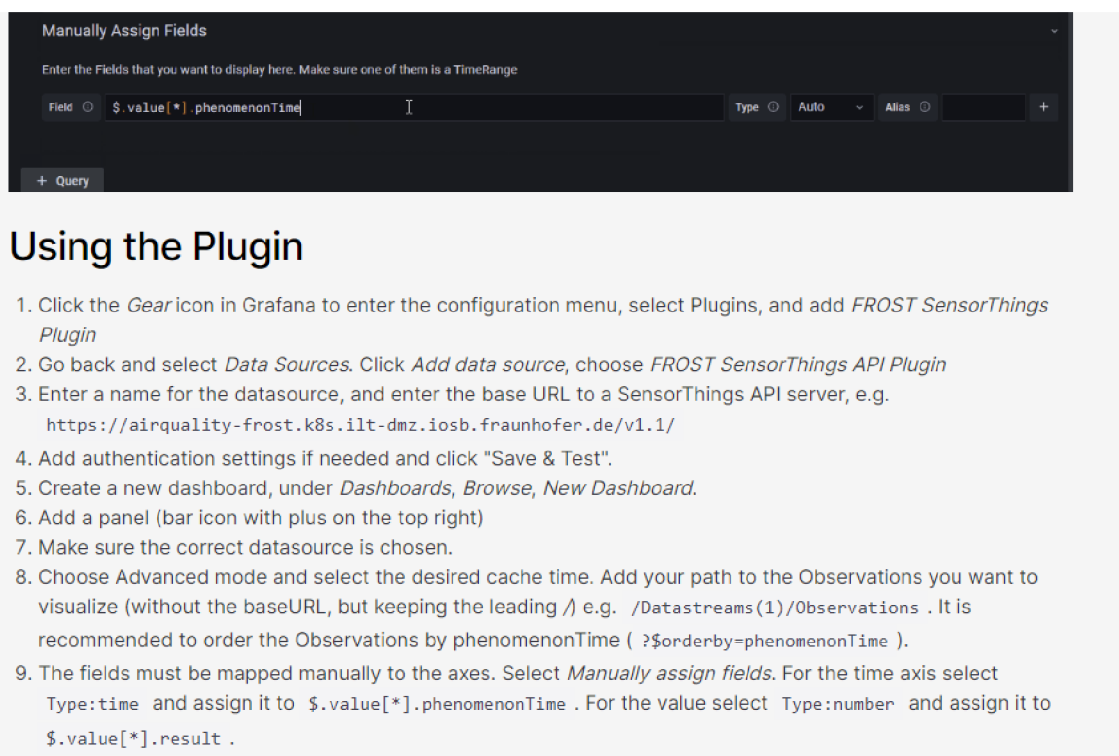 Manually Assign Fields
Enter the Fields that you want to display here. Make sure one of them is a TimeRange
Field $.value[*].phenomenonTime Type Auto Alias +
+ Query
Using the Plugin
1. Click the Gear icon in Grafana to enter the configuration menu, select Plugins, and add FROST SensorThings
Plugin
2. Go back and select Data Sources. Click Add data source, choose FROST SensorThings API Plugin
3. Enter a name for the datasource, and enter the base URL to a SensorThings API server, e.g.
https://airquality-frost.k8s.ilt-dmz.iosb.fraunhofer.de/v1.1/
4. Add authentication settings if needed and click "Save & Test".
5. Create a new dashboard, under Dashboards, Browse, New Dashboard.
6. Add a panel (bar icon with plus on the top right)
7. Make sure the correct datasource is chosen.
8. Choose Advanced mode and select the desired cache time. Add your path to the Observations you want to
visualize (without the baseURL, but keeping the leading /) e.g. /Datastreams(1)/Observations . It is
recommended to order the Observations by phenomenonTime ( ?$orderby=phenomenonTime ).
9. The fields must be mapped manually to the axes. Select Manually assign fields. For the time axis select
Type:time and assign it to $.value[*].phenomenonTime . For the value select Type:number and assign it to
$.value[*].result .